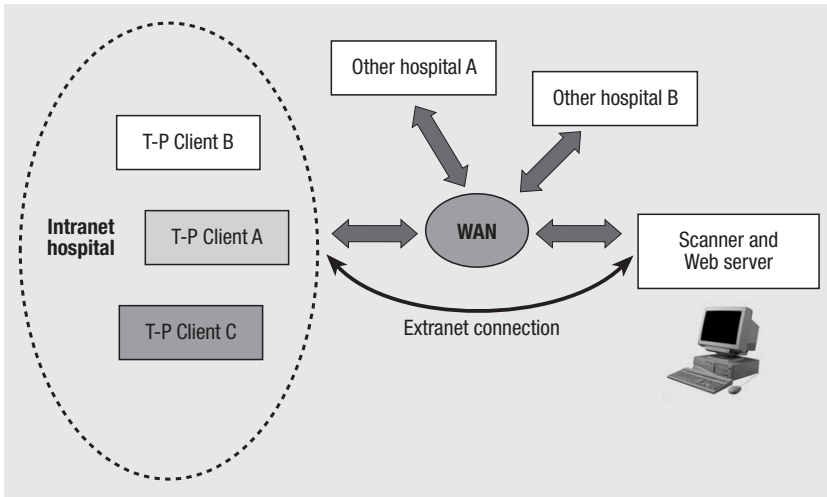 Other hospital A
Other hospital B
T-P Client B
Intranet
hospital
T-P Client A
WAN
Scanner and
Web server
T-P Client C
Extranet connection